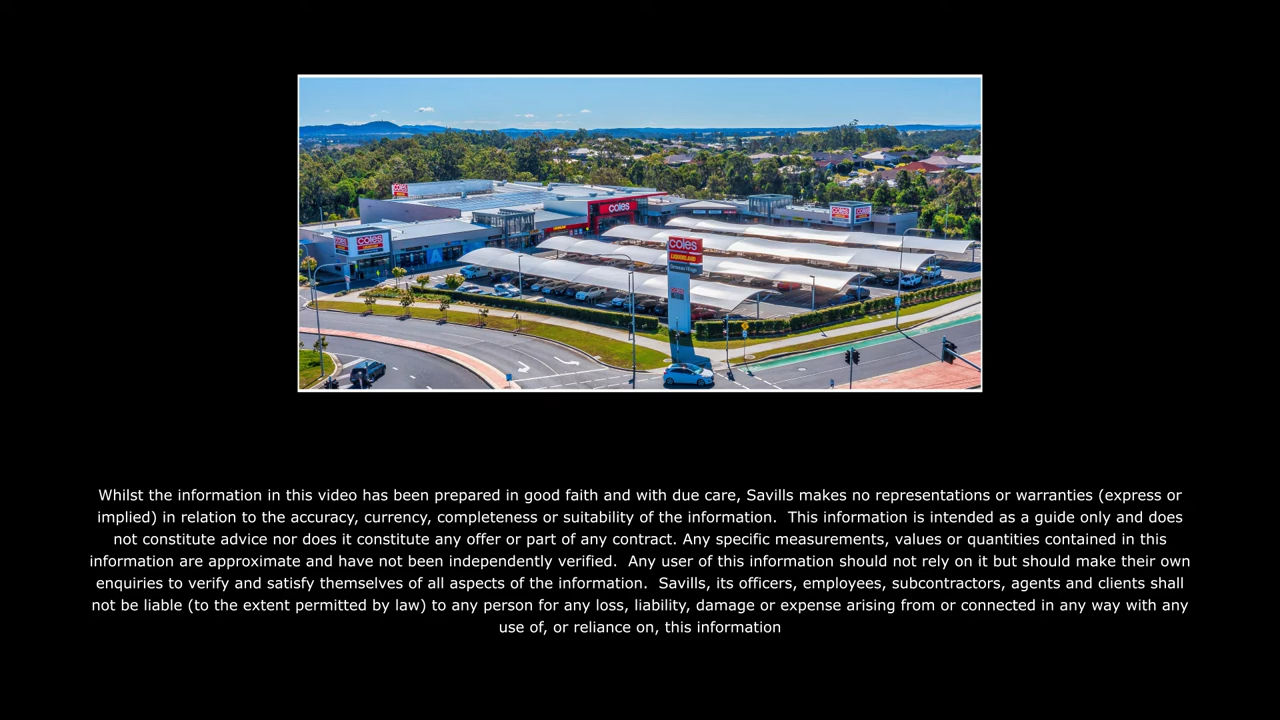 coles
coles
coles
coles
coles
coles
LIQUORLAND
Whilst the information in this video has been prepared in good faith and with due care, Savills makes no representations or warranties (express or
implied) in relation to the accuracy, currency, completeness or suitability of the information.  This information is intended as a guide only and does
not constitute advice nor does it constitute any offer or part of any contract. Any specific measurements, values or quantities contained in this
information are approximate and have not been independently verified.  Any user of this information should not rely on it but should make their own
enquiries to verify and satisfy themselves of all aspects of the information.  Savills, its officers, employees, subcontractors, agents and clients shall
not be liable (to the extent permitted by law) to any person for any loss, liability, damage or expense arising from or connected in any way with any
use of, or reliance on, this information